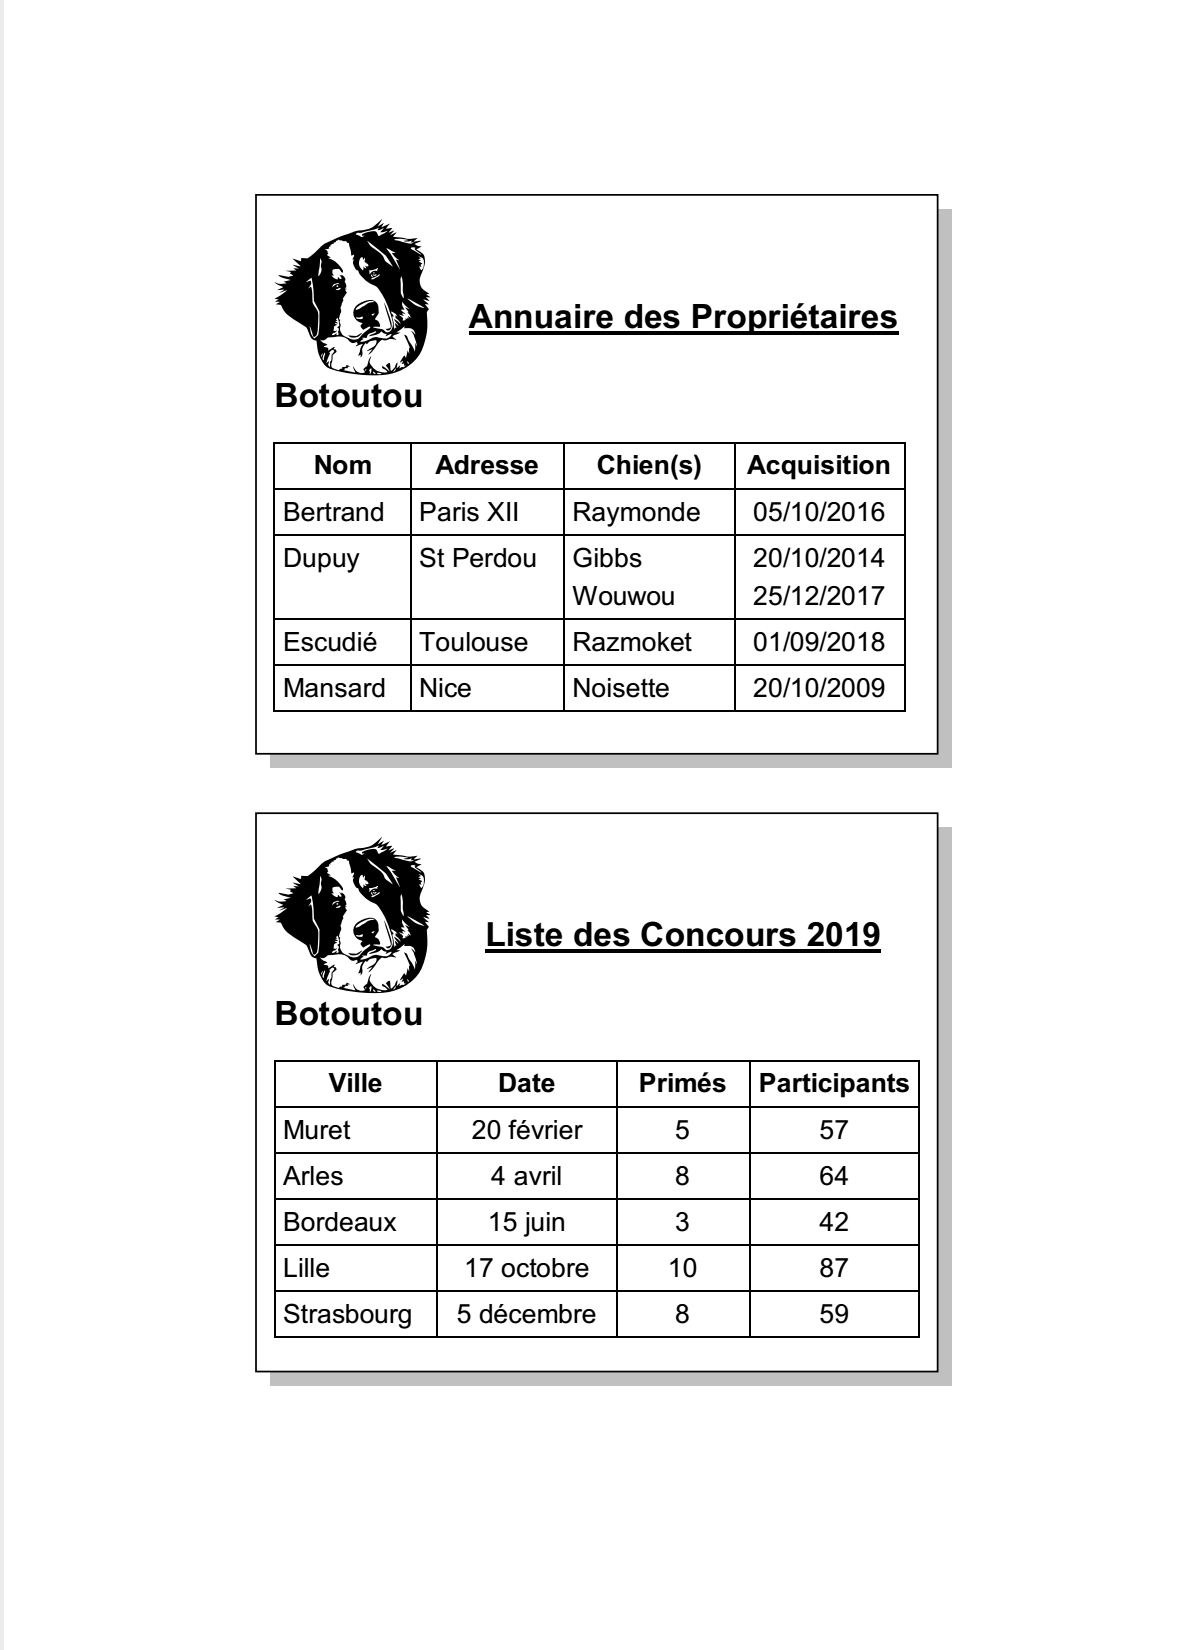 Annuaire des Propriétaires
Botoutou
Nom Adresse Chien(s) Acquisition
Bertrand Paris XII Raymonde 05/10/2016
Dupuy St Perdou Gibbs 20/10/2014
Wouwou 25/12/2017
Escudié Toulouse Razmoket 01/09/2018
Mansard Nice Noisette 20/10/2009
Liste des Concours 2019
Botoutou
Ville Date Primés Participants
Muret 20 février 5 57
Arles 4 avril 8 64
Bordeaux 15 juin 3 42
Lille 17 octobre 10 87
Strasbourg 5 décembre 8 59